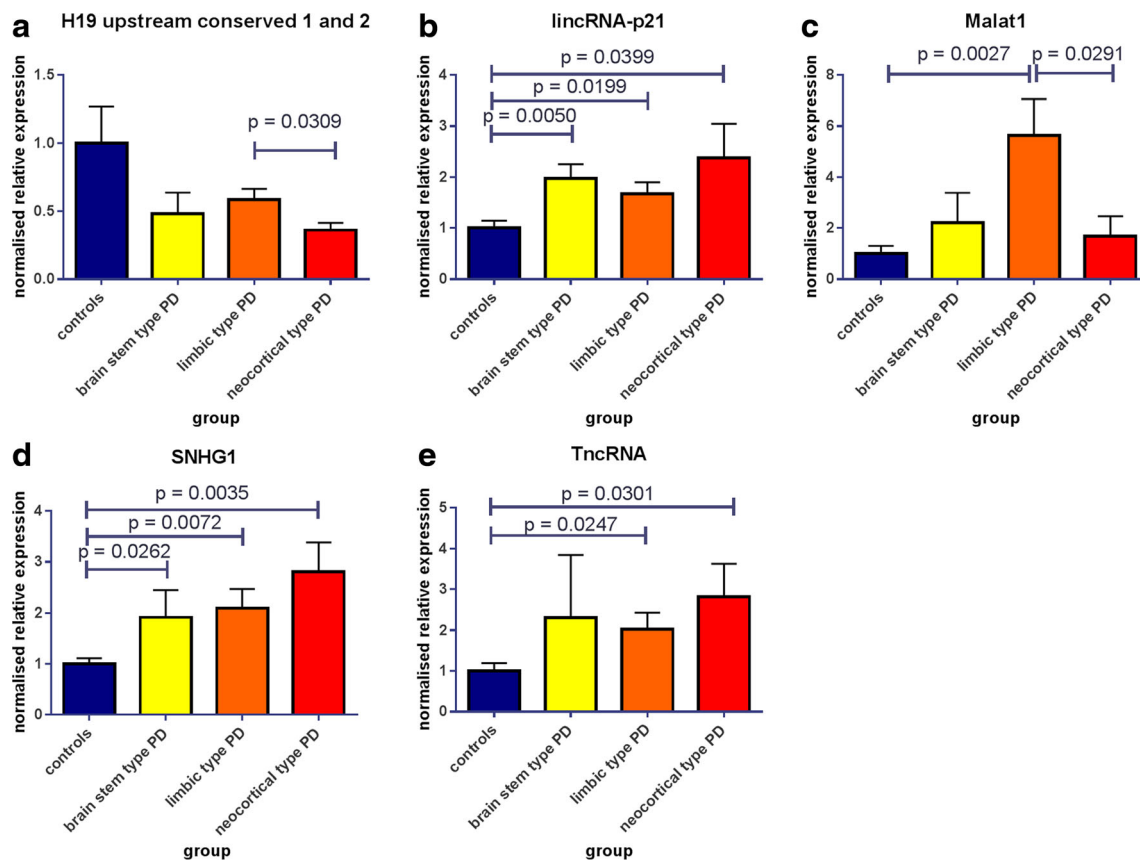 a
H19 upstream conserved 1 and 2
normalised relative expression
1.5
1.0
0.5
0.0
p = 0.0309
controls
brain stem type PD
limbic type PD
neocortical type PD
group
b
lincRNA-p21
normalised relative expression
4
3
2
1
0
p = 0.0399
p = 0.0199
p = 0.0050
controls
brain stem type PD
limbic type PD
neocortical type PD
group
c
Malat1
normalised relative expression
8
6
4
2
0
p = 0.0027
p = 0.0291
controls
brain stem type PD
limbic type PD
neocortical type PD
group
d
SNHG1
normalised relative expression
4
3
2
1
0
p = 0.0035
p = 0.0072
p = 0.0262
controls
brain stem type PD
limbic type PD
neocortical type PD
group
e
TncRNA
normalised relative expression
5
4
3
2
1
0
p = 0.0301
p = 0.0247
controls
brain stem type PD
limbic type PD
neocortical type PD
group